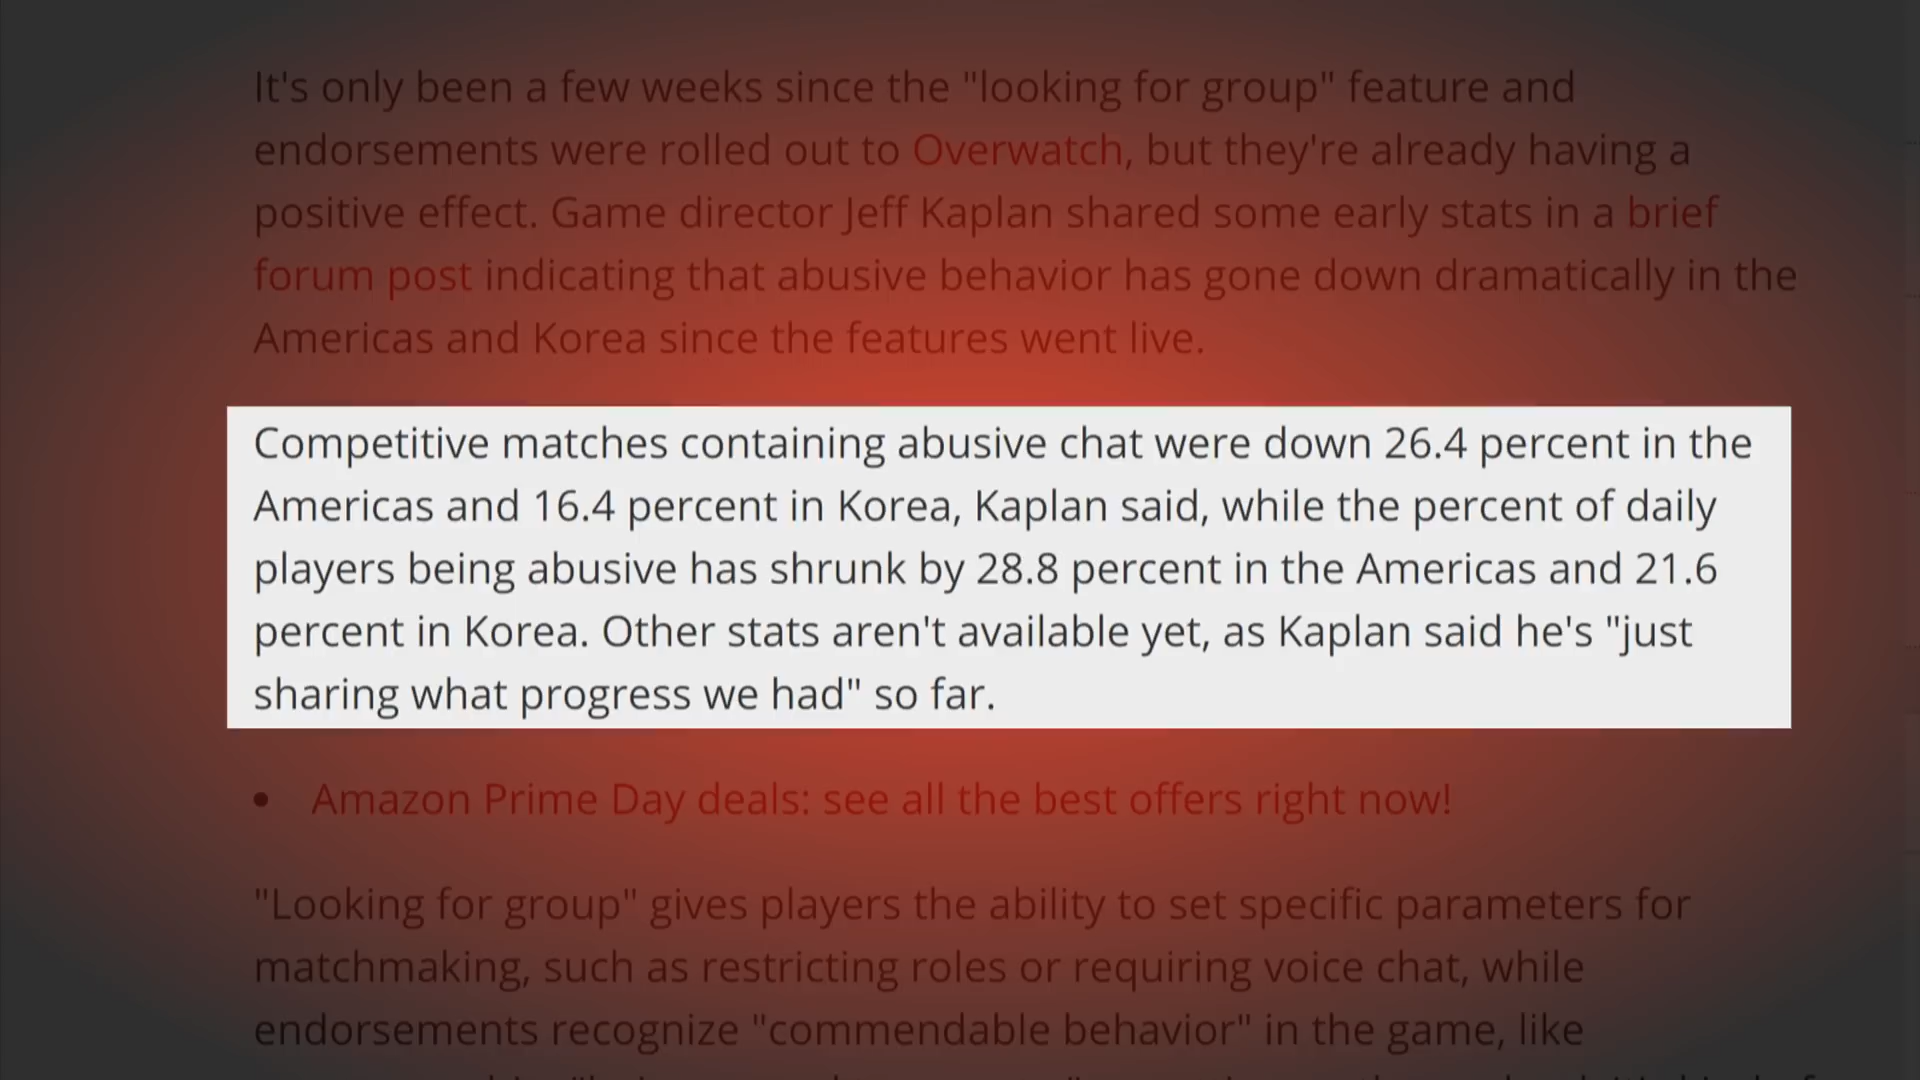 It's only been a few weeks since the "looking for group" feature and
endorsements were rolled out to Overwatch, but they're already having a
positive effect. Game director Jeff Kaplan shared some early stats in a brief
forum post indicating that abusive behavior has gone down dramatically in the
Americas and Korea since the features went live.
Competitive matches containing abusive chat were down 26.4 percent in the
Americas and 16.4 percent in Korea, Kaplan said, while the percent of daily
players being abusive has shrunk by 28.8 percent in the Americas and 21.6
percent in Korea. Other stats aren't available yet, as Kaplan said he's "just
sharing what progress we had" so far.
• Amazon Prime Day deals: see all the best offers right now!
"Looking for group" gives players the ability to set specific parameters for
matchmaking, such as restricting roles or requiring voice chat, while
endorsements recognize "commendable behavior" in the game, like